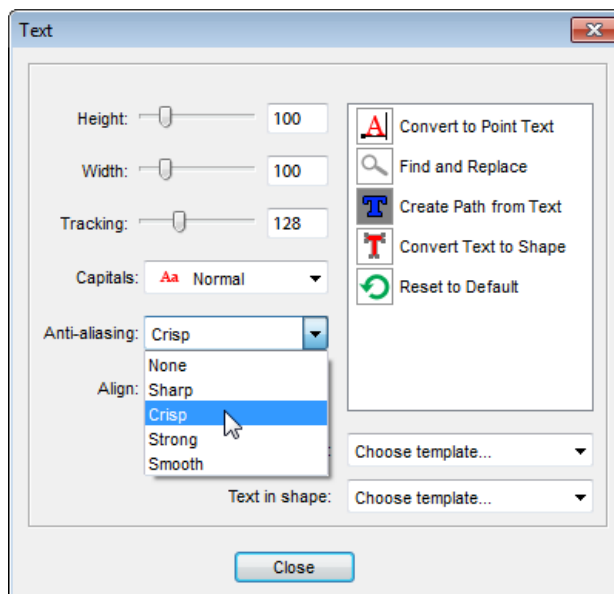 Text
Height: 100
Convert to Point Text
Width: 100
Find and Replace
Tracking: 128
Create Path from Text
Convert Text to Shape
Capitals: Aa Normal
Reset to Default
Anti-aliasing: Crisp
None
Align: Sharp
Crisp
Strong
: Choose template...
Smooth
Text in shape: Choose template...
Close